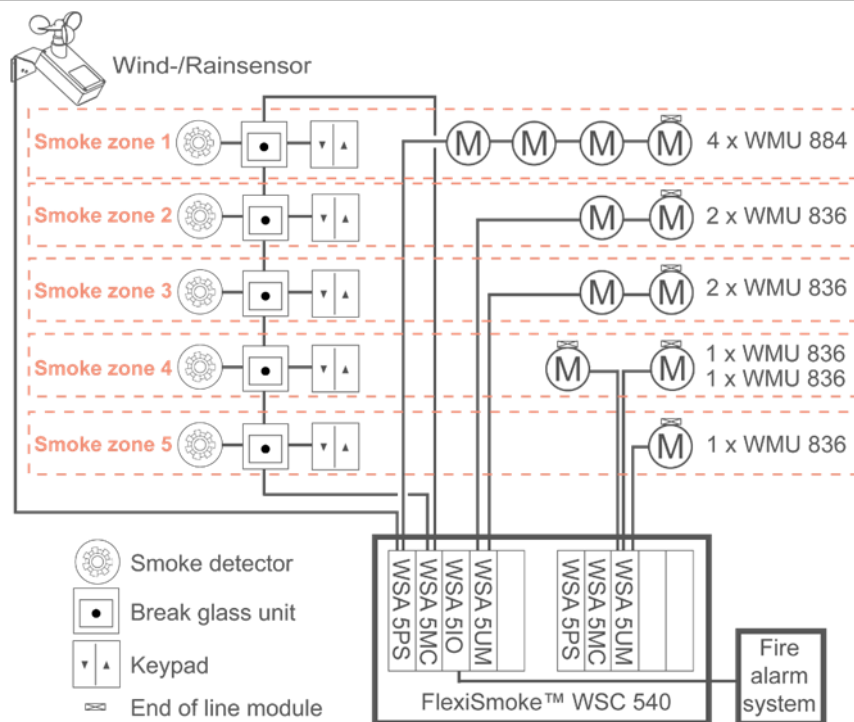 Wind-/Rainsensor
Smoke zone 1
M M M M
4 x WMU 884
Smoke zone 2
M M
2 x WMU 836
Smoke zone 3
M M
2 x WMU 836
Smoke zone 4
M M
1 x WMU 836
1 x WMU 836
Smoke zone 5
M
1 x WMU 836
Smoke detector
Break glass unit
Keypad
End of line module
WSA 5PS
WSA 5MC
WSA 5IO
WSA 5UM
WSA 5PS
WSA 5MC
WSA 5UM
FlexiSmoke™ WSC 540
Fire
alarm
system